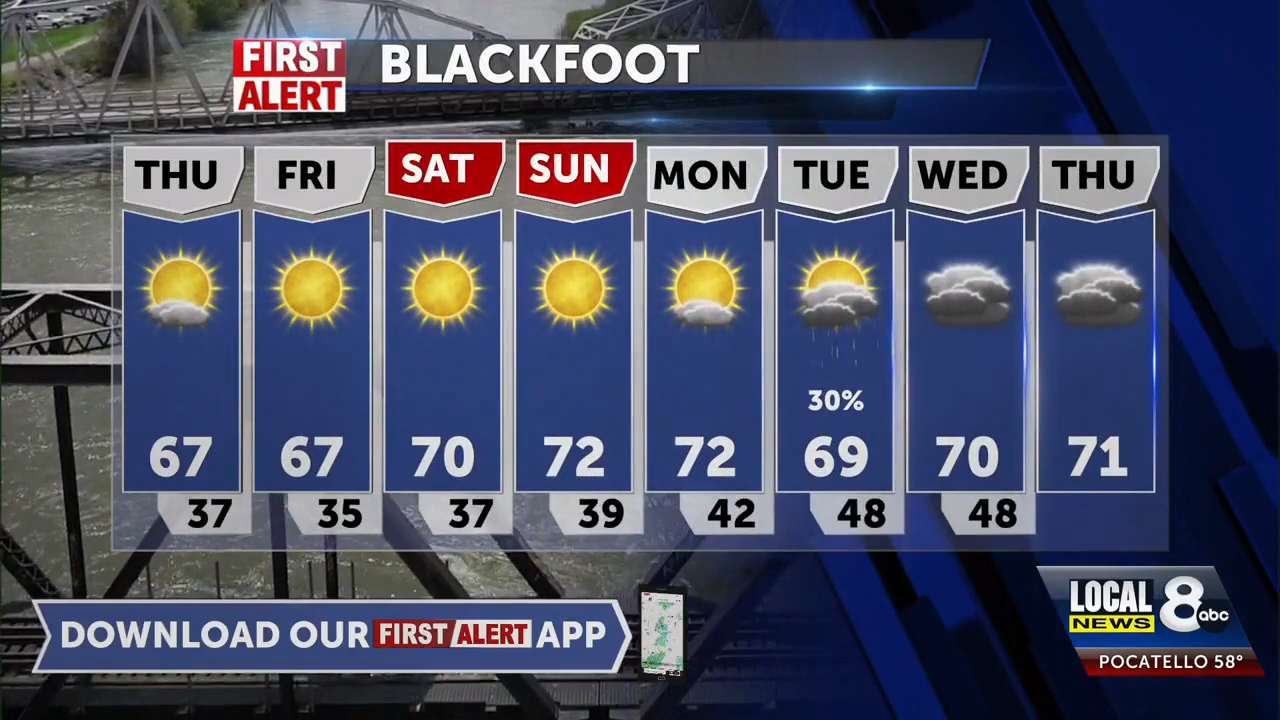 FIRST ALERT
BLACKFOOT
THU FRI SAT SUN MON TUE WED THU
30%
67 67 70 72 72 69 70 71
37 35 37 39 42 48 48
DOWNLOAD OUR FIRST ALERT APP
LOCAL NEWS 8 abc
POCATELLO 58°